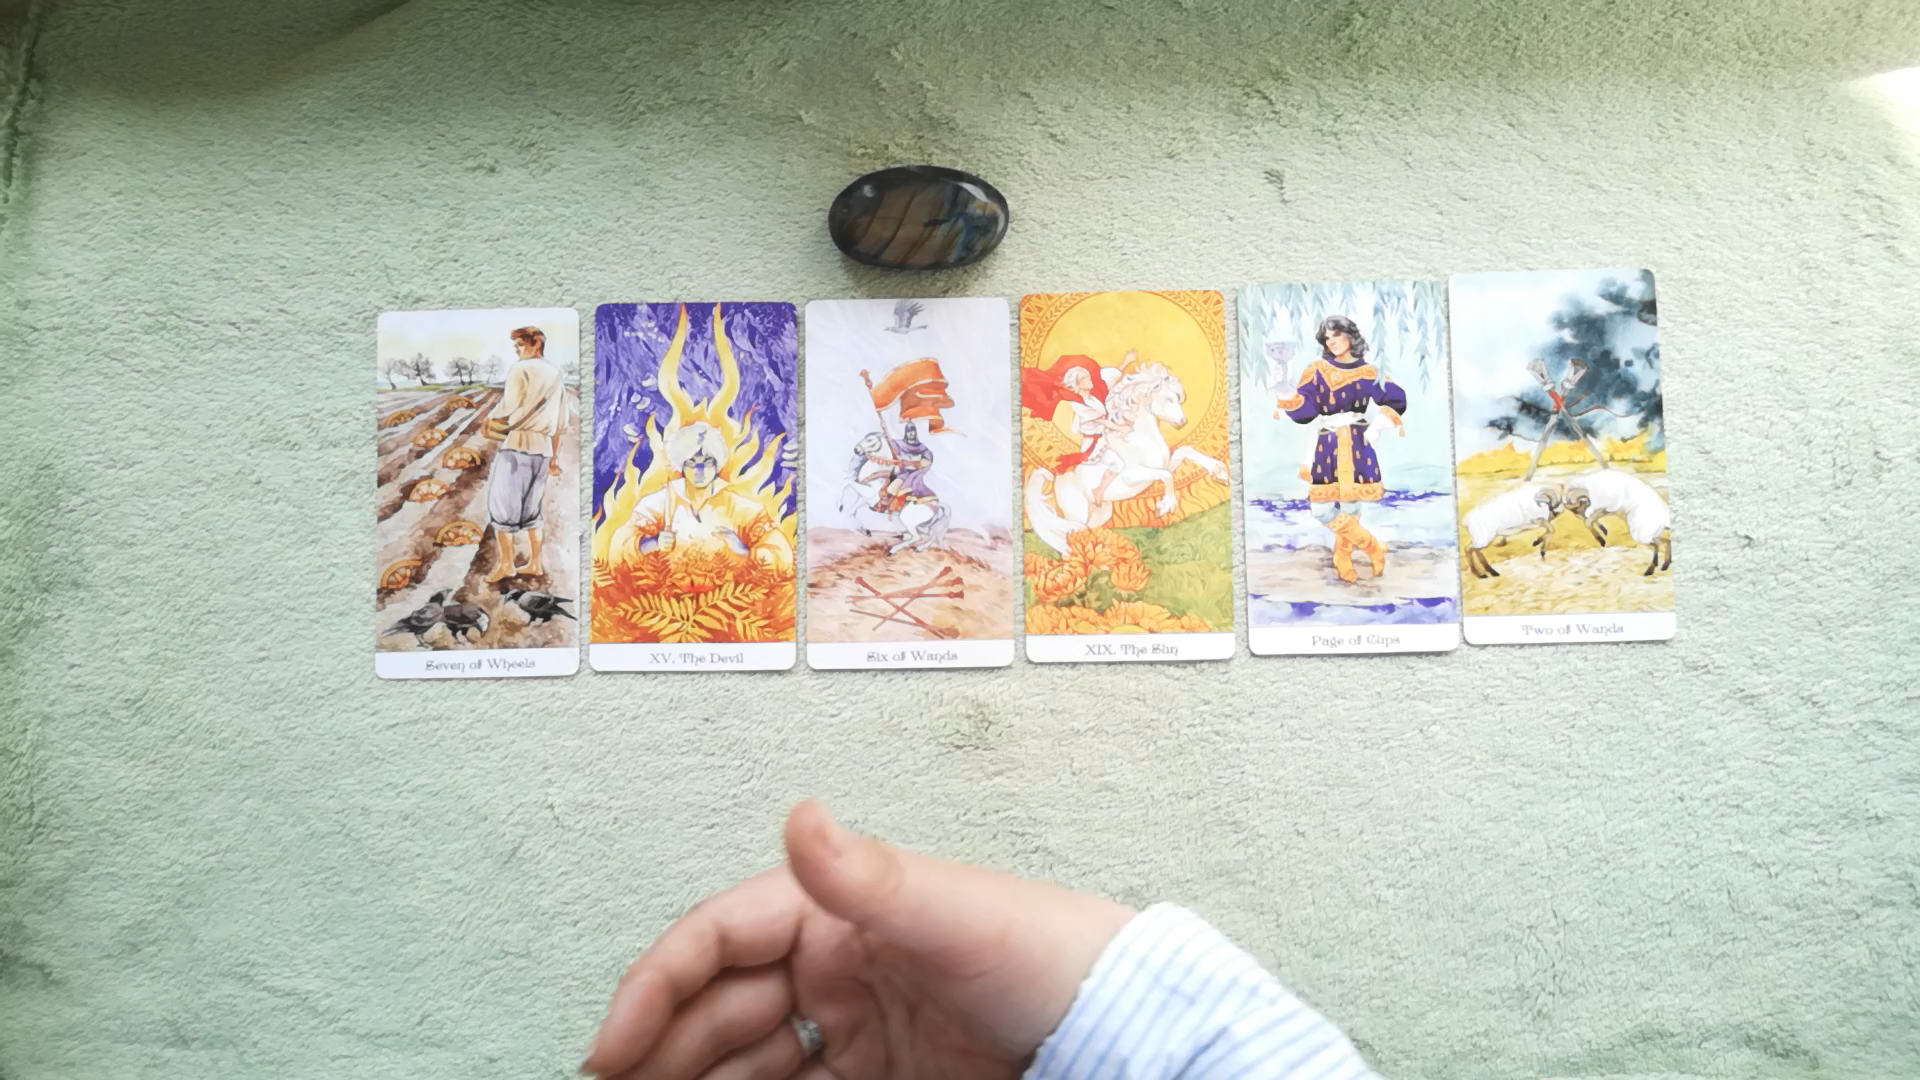 Seven of Wheels
XV. The Devil
Six of Wands
XIX. The Sun
Page of Cups
Two of Wands